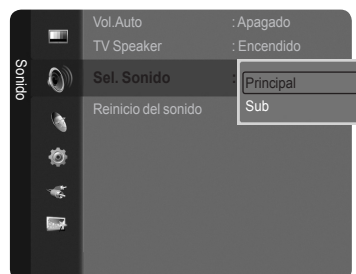 Sonido
Vol.Auto : Apagado
TV Speaker : Encendido
Sel. Sonido :
Principal
Sub
Reinicio del sonido